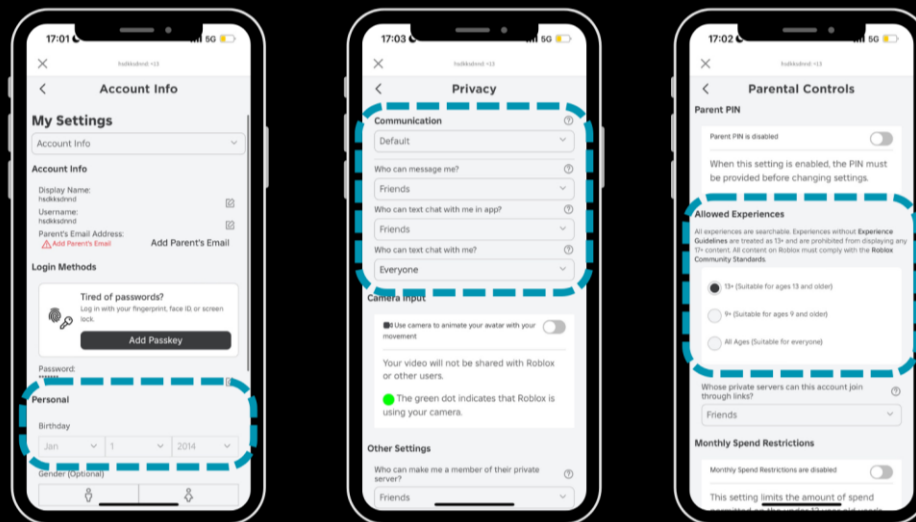 17:01
5G
hsdkksdnnd: <13
Account Info
My Settings
Account Info
Account Info
Display Name:
hsdkksdnnd
Username:
hsdkksdnnd
Parent's Email Address:
Add Parent's Email
Add Parent's Email
Login Methods
Tired of passwords?
Log in with your fingerprint, face ID, or screen
lock.
Add Passkey
Password:
Personal
Birthday
Jan 1 2014
Gender (Optional)
17:03
5G
hsdkksdnnd: <13
Privacy
Communication
Default
Who can message me?
Friends
Who can text chat with me in app?
Friends
Who can text chat with me?
Everyone
Camera Input
Use camera to animate your avatar with your
movement
Your video will not be shared with Roblox
or other users.
The green dot indicates that Roblox is
using your camera.
Other Settings
Who can make me a member of their private
server?
Friends
17:02
5G
hsdkksdnnd: <13
Parental Controls
Parent PIN
Parent PIN is disabled
When this setting is enabled, the PIN must
be provided before changing settings.
Allowed Experiences
All experiences are searchable. Experiences without Experience
Guidelines are treated as 13+ and are prohibited from displaying any
17+ content. All content on Roblox must comply with the Roblox
Community Standards
13+ (Suitable for ages 13 and older)
9+ (Suitable for ages 9 and older)
All Ages (Suitable for everyone)
Whose private servers can this account join
through links?
Friends
Monthly Spend Restrictions
Monthly Spend Restrictions are disabled
This setting limits the amount of spend